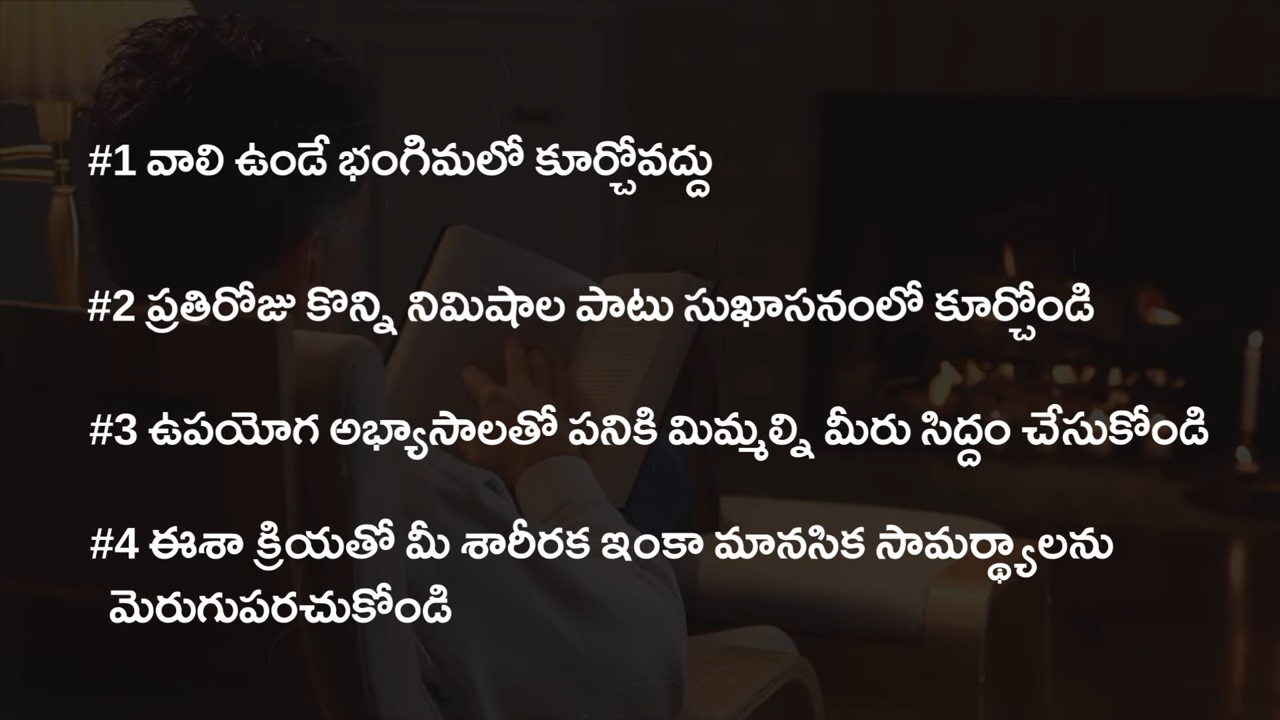 #1 వాలి ఉండే భంగిమలో కూర్చోవద్దు
#2 ప్రతిరోజు కొన్ని నిమిషాల పాటు సుఖాసనంలో కూర్చోండి
#3 ఉపయోగ అభ్యాసాలతో పనికి మిమ్మల్ని మీరు సిద్దం చేసుకోండి
#4 ఈశా క్రియతో మీ శారీరక ఇంకా మానసిక సామర్థ్యాలను
మెరుగుపరచుకోండి